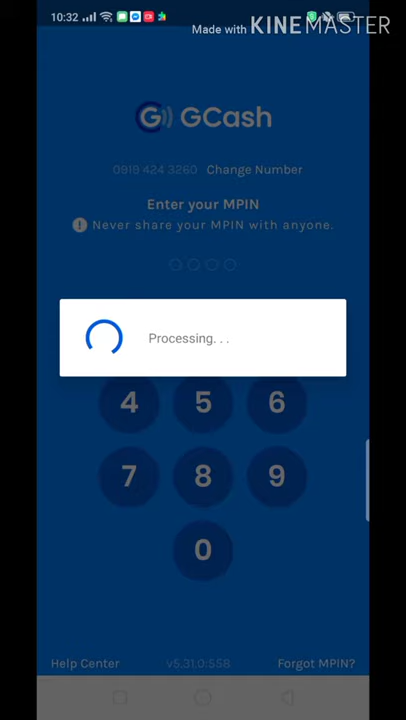 10:32
Made with KINEMASTER
G GCash
0919 424 3260 Change Number
Enter your MPIN
! Never share your MPIN with anyone.
Processing. . .
4 5 6
7 8 9
0
Help Center v5.31.0:558 Forgot MPIN?